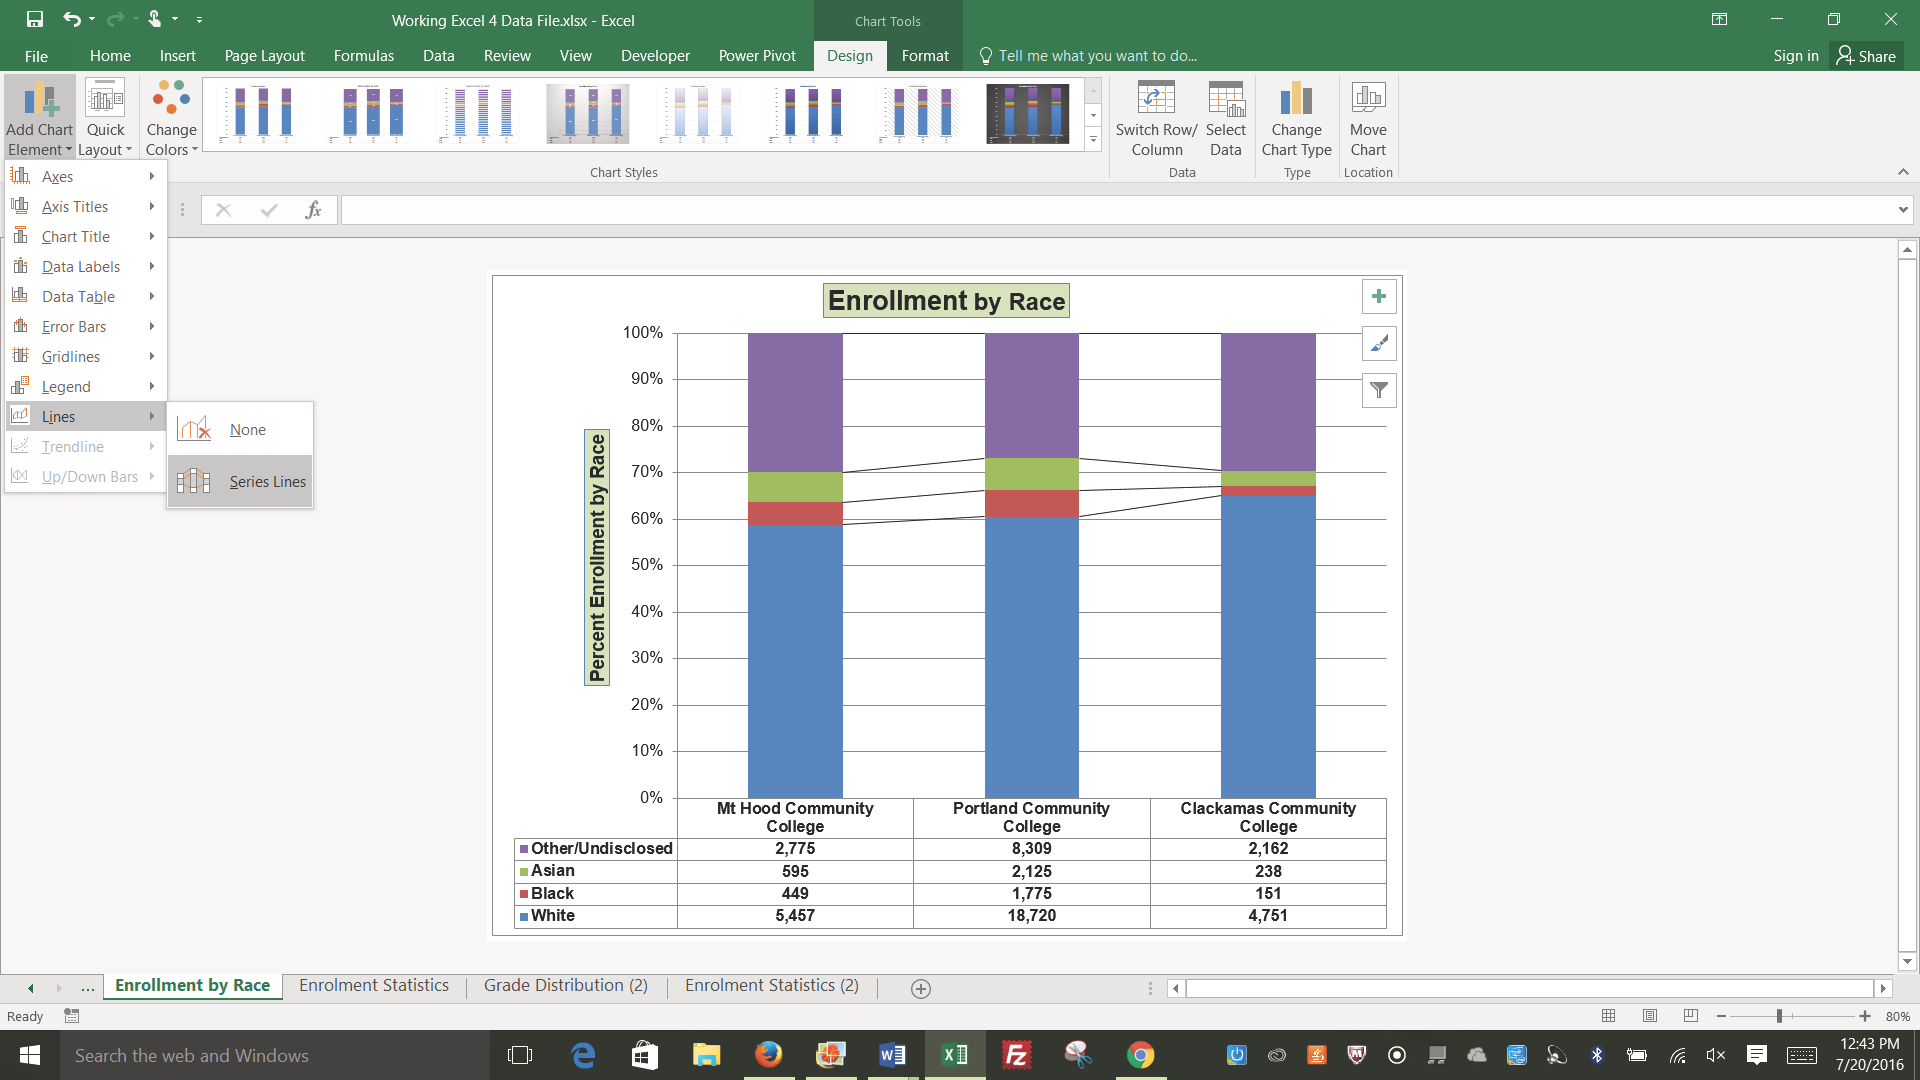 Working Excel 4 Data File.xlsx - Excel
Chart Tools
File Home Insert Page Layout Formulas Data Review View Developer Power Pivot Design Format Tell me what you want to do... Sign in Share
Add Chart Element
Quick Layout
Change Colors
Switch Row/ Column
Select Data
Change Chart Type
Move Chart
Chart Styles
Data
Type
Location
Axes
Axis Titles
Chart Title
Data Labels
Data Table
Error Bars
Gridlines
Legend
Lines
Trendline
Up/Down Bars
None
Series Lines
fx
Enrollment by Race
Percent Enrollment by Race
100%
90%
80%
70%
60%
50%
40%
30%
20%
10%
0%
Mt Hood Community College
Portland Community College
Clackamas Community College
Other/Undisclosed 2,775 8,309 2,162
Asian 595 2,125 238
Black 449 1,775 151
White 5,457 18,720 4,751
... Enrollment by Race Enrolment Statistics Grade Distribution (2) Enrolment Statistics (2)
Ready
80%
Search the web and Windows
12:43 PM
7/20/2016